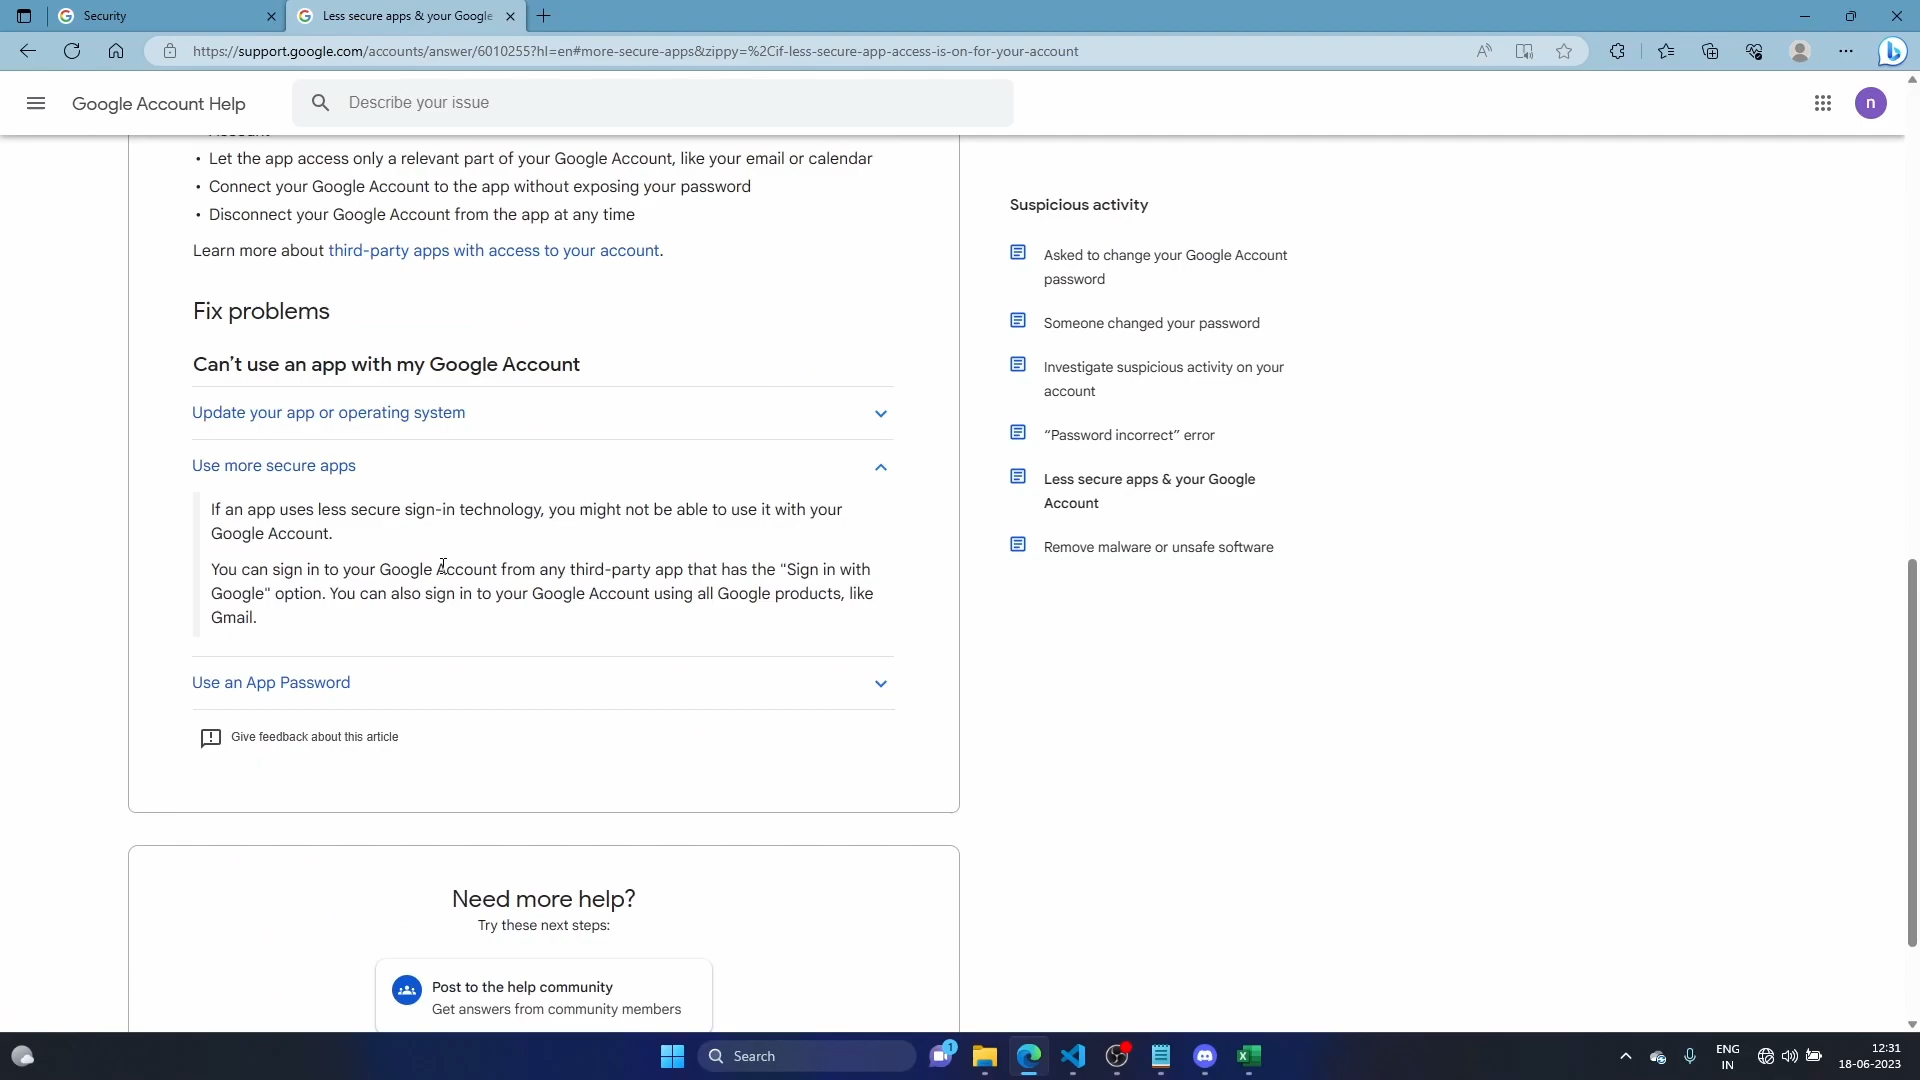 Security
Less secure apps & your Google
https://support.google.com/accounts/answer/6010255?hl=en#more-secure-apps&zippy=%2Cif-less-secure-app-access-is-on-for-your-account
Google Account Help
Describe your issue
n
• Let the app access only a relevant part of your Google Account, like your email or calendar
• Connect your Google Account to the app without exposing your password
• Disconnect your Google Account from the app at any time
Learn more about third-party apps with access to your account.
Fix problems
Can’t use an app with my Google Account
Update your app or operating system
Use more secure apps
If an app uses less secure sign-in technology, you might not be able to use it with your
Google Account.
You can sign in to your Google Account from any third-party app that has the "Sign in with
Google" option. You can also sign in to your Google Account using all Google products, like
Gmail.
Use an App Password
Give feedback about this article
Suspicious activity
Asked to change your Google Account
password
Someone changed your password
Investigate suspicious activity on your
account
“Password incorrect” error
Less secure apps & your Google
Account
Remove malware or unsafe software
Need more help?
Try these next steps:
Post to the help community
Get answers from community members
Search
1
ENG
IN
12:31
18-06-2023